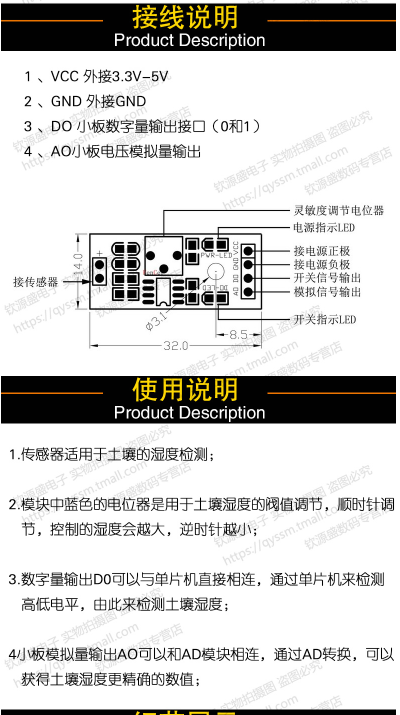 接线说明
Product Description
1 、VCC 外接3.3V-5V
2 、GND 外接GND
3 、DO 小板数字量输出接口（0和1）
4 、AO小板电压模拟量输出
钦源盛电子 实物拍摄图 盗图必究
https://qyssm.tmall.com
钦源盛数码专营店
灵敏度调节电位器
电源指示LED
接电源正极
接电源负极
开关信号输出
模拟信号输出
开关指示LED
接传感器
PWR-LED
VCC
GND
DO
AO
14.0
Ø3.1
8.5
32.0
使用说明
Product Description
1.传感器适用于土壤的湿度检测；
2.模块中蓝色的电位器是用于土壤湿度的阀值调节，顺时针调
节，控制的湿度会越大，逆时针越小；
3.数字量输出D0可以与单片机直接相连，通过单片机来检测
高低电平，由此来检测土壤湿度；
4小板模拟量输出AO可以和AD模块相连，通过AD转换，可以
获得土壤湿度更精确的数值；